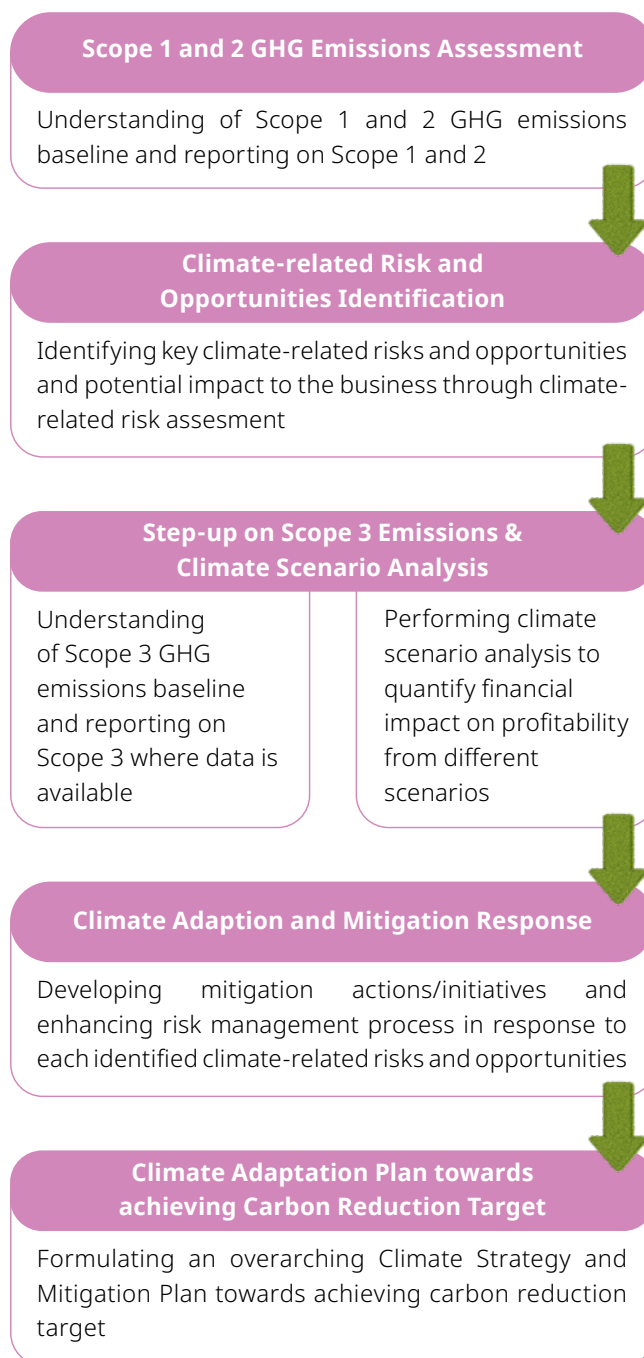 Scope 1 and 2 GHG Emissions Assessment
Understanding of Scope 1 and 2 GHG emissions
baseline and reporting on Scope 1 and 2
Climate-related Risk and
Opportunities Identification
Identifying key climate-related risks and opportunities
and potential impact to the business through climate-
related risk assesment
Step-up on Scope 3 Emissions &
Climate Scenario Analysis
Understanding
of Scope 3 GHG
emissions baseline
and reporting on
Scope 3 where data is
available
Performing climate
scenario analysis to
quantify financial
impact on profitability
from different
scenarios
Climate Adaption and Mitigation Response
Developing mitigation actions/initiatives and
enhancing risk management process in response to
each identified climate-related risks and opportunities
Climate Adaptation Plan towards
achieving Carbon Reduction Target
Formulating an overarching Climate Strategy and
Mitigation Plan towards achieving carbon reduction
target